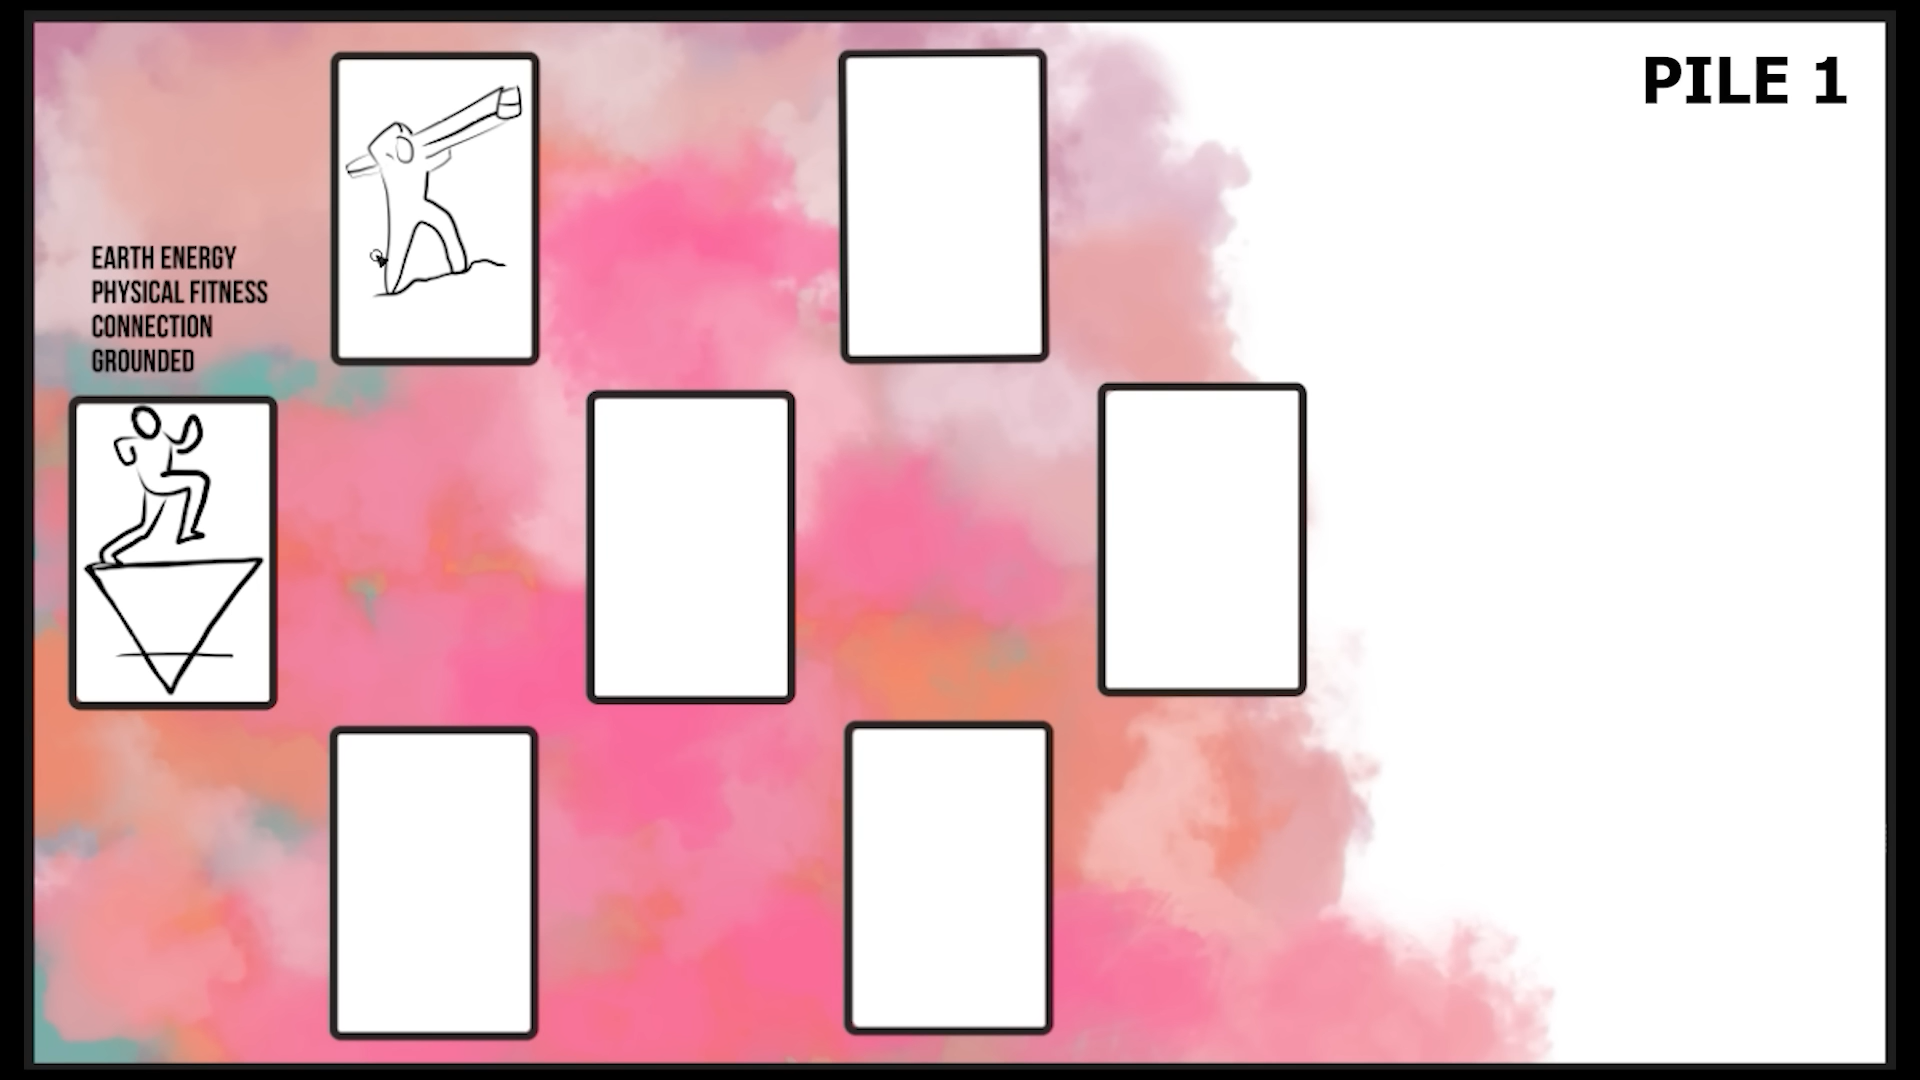 PILE 1
EARTH ENERGY
PHYSICAL FITNESS
CONNECTION
GROUNDED